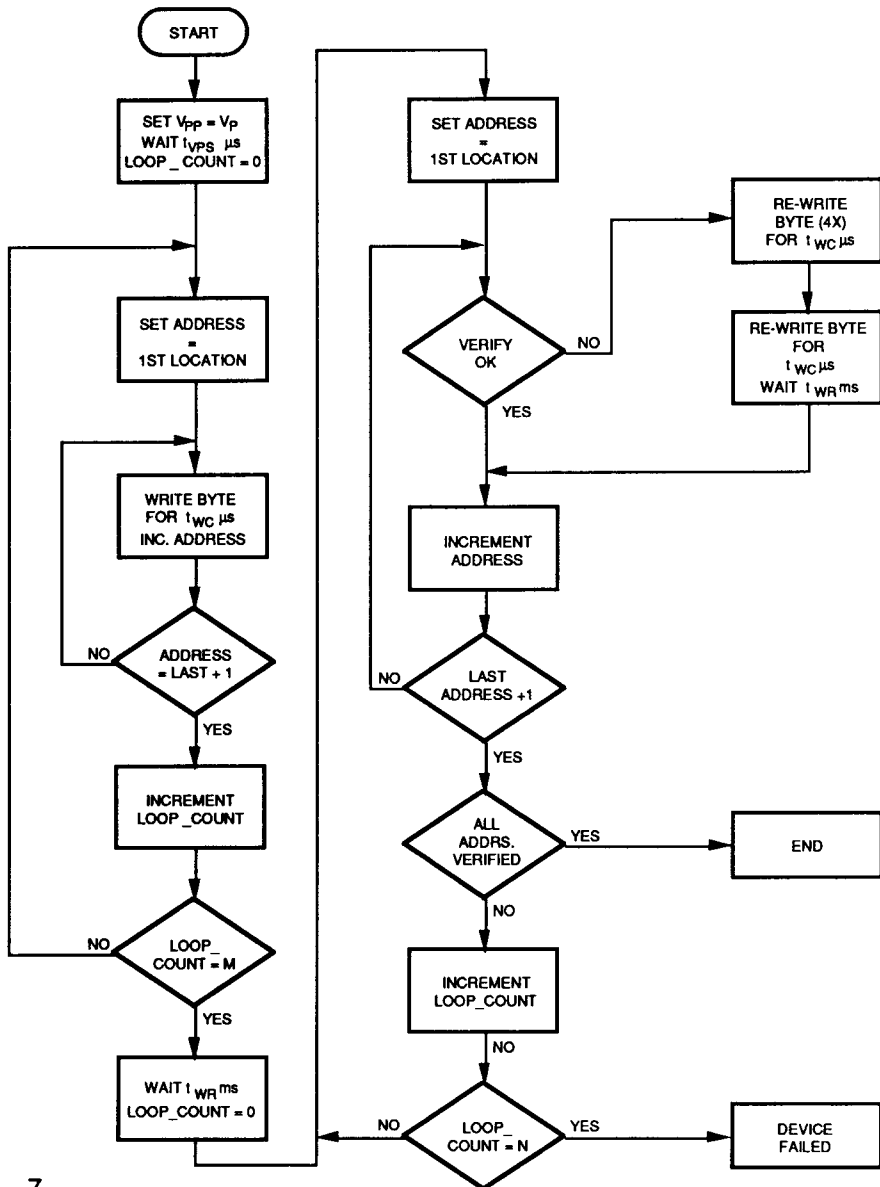 START
SET VPP = VP
WAIT tVPS µs
LOOP_COUNT = 0
SET ADDRESS
=
1ST LOCATION
WRITE BYTE
FOR tWC µs
INC. ADDRESS
NO
ADDRESS
= LAST + 1
YES
INCREMENT
LOOP_COUNT
NO
LOOP_
COUNT = M
YES
WAIT tWR ms
LOOP_COUNT = 0
SET ADDRESS
=
1ST LOCATION
VERIFY
OK
NO
YES
RE-WRITE
BYTE (4X)
FOR tWC µs
RE-WRITE BYTE
FOR
tWC µs
WAIT tWR ms
INCREMENT
ADDRESS
NO
LAST
ADDRESS +1
YES
ALL
ADDRS.
VERIFIED
YES
END
NO
INCREMENT
LOOP_COUNT
NO
NO
LOOP_
COUNT = N
YES
DEVICE
FAILED
7